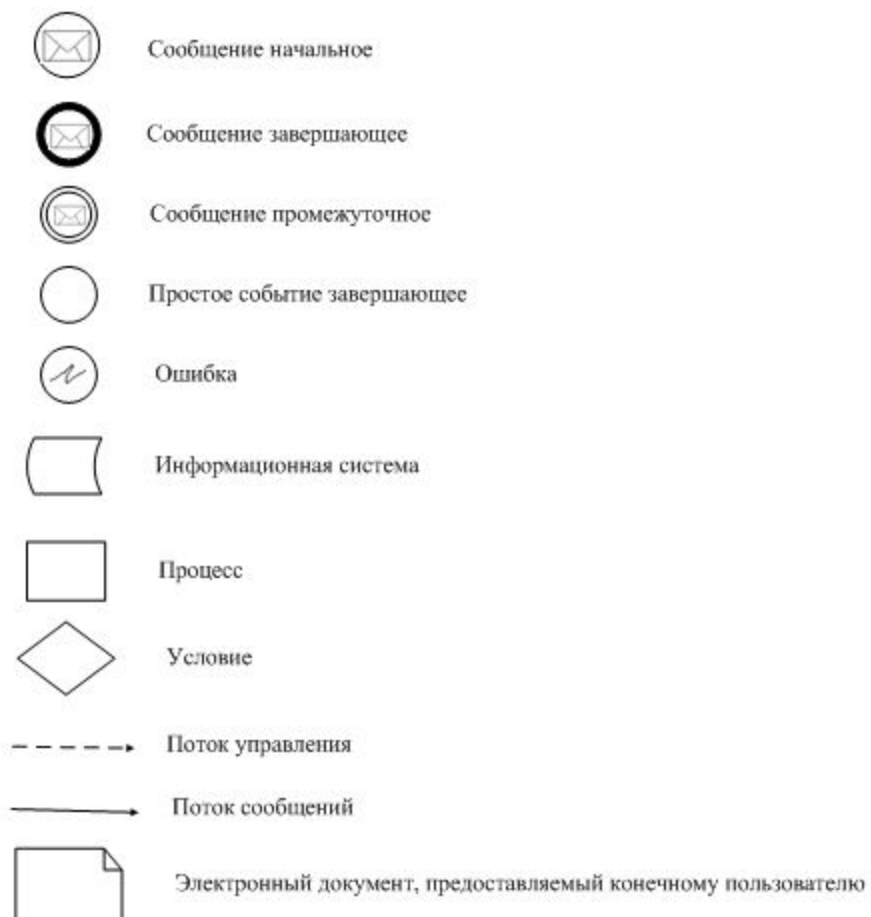 Сообщение начальное
Сообщение завершающее
Сообщение промежуточное
Простое событие завершающее
Ошибка
Информационная система
Процесс
Условие
Поток управления
Поток сообщений
Электронный документ, предоставляемый конечному пользователю